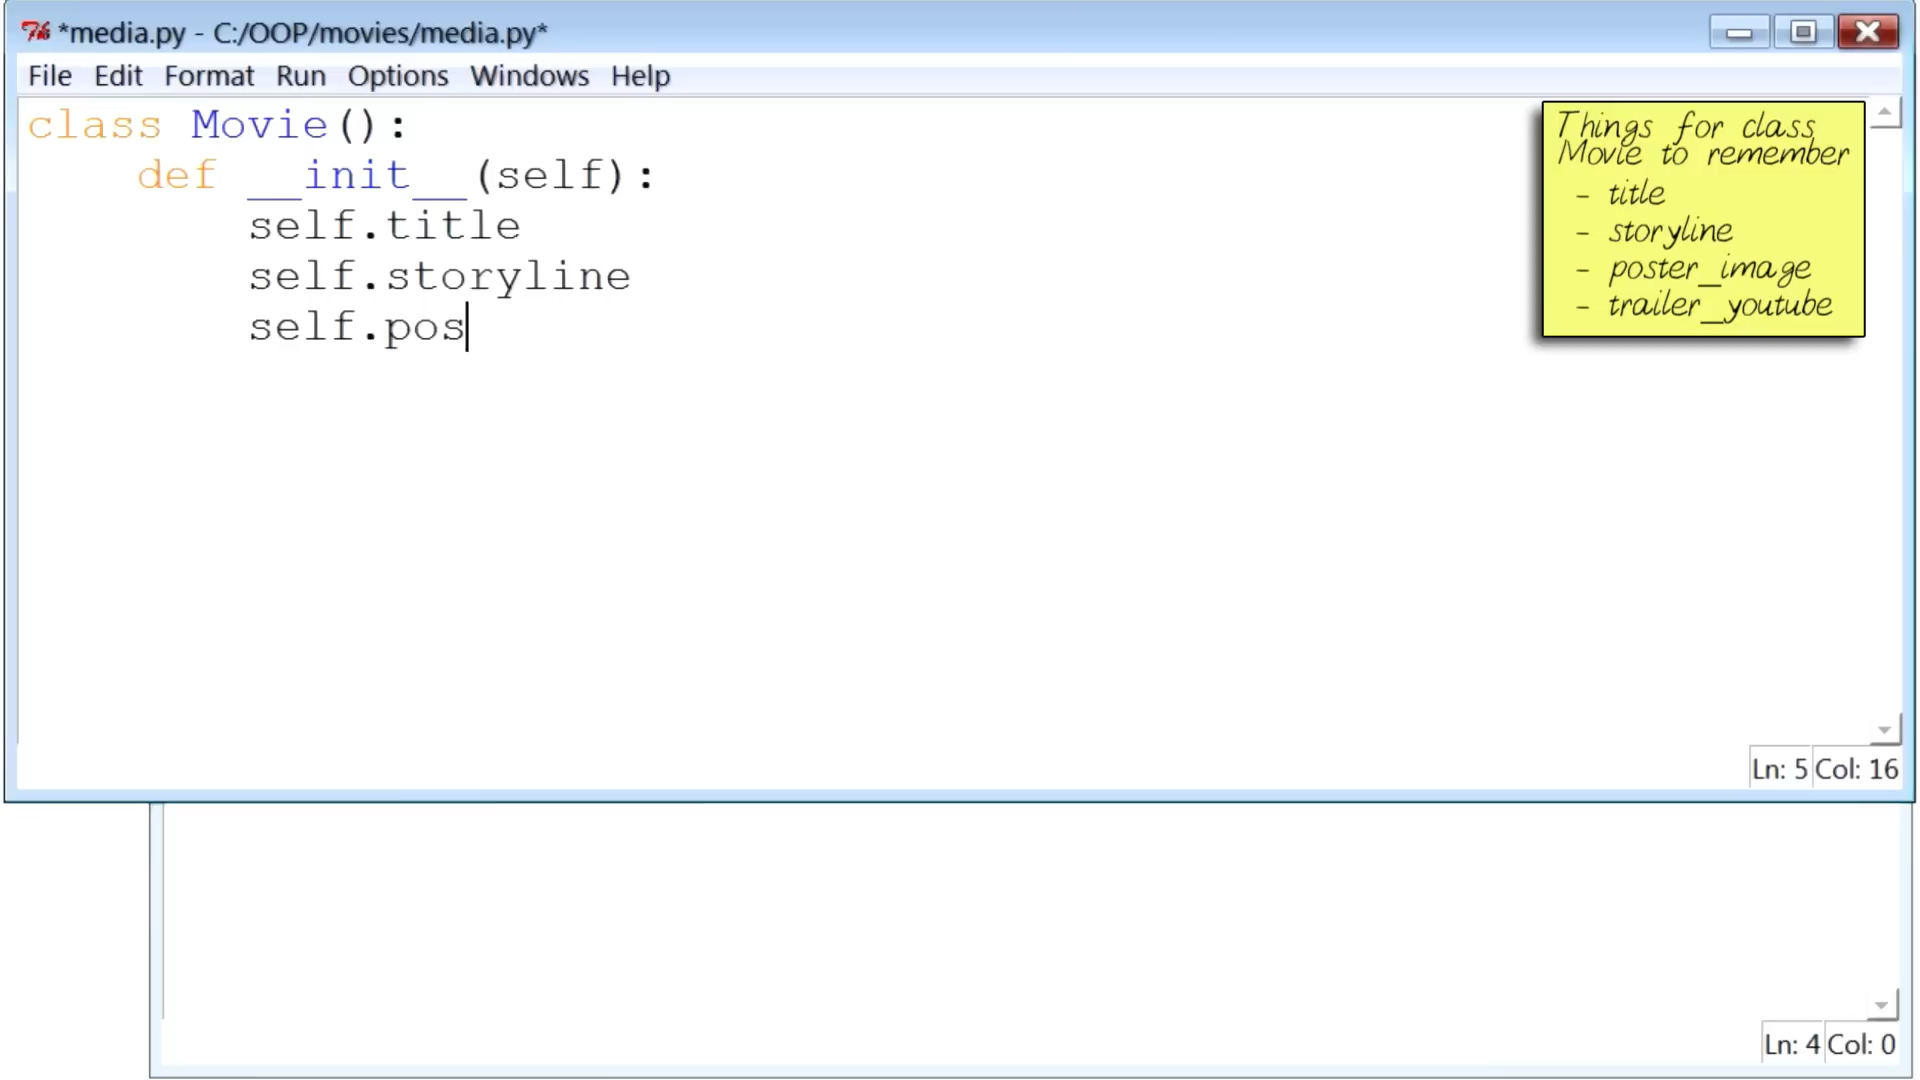 *media.py - C:/OOP/movies/media.py*
File Edit Format Run Options Windows Help
class Movie():
    def __init__(self):
        self.title
        self.storyline
        self.pos
Things for class
Movie to remember
- title
- storyline
- poster_image
- trailer_youtube
Ln: 5 Col: 16
Ln: 4 Col: 0